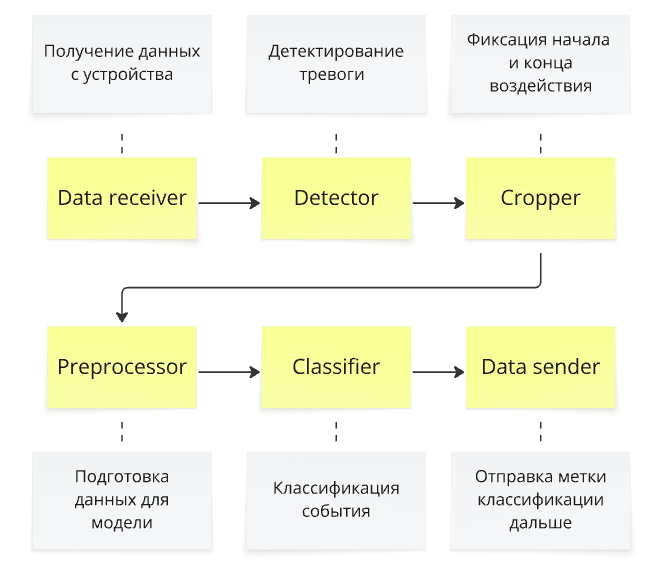 Получение данных
с устройства
Детектирование
тревоги
Фиксация начала
и конца
воздействия
Data receiver
Detector
Cropper
Preprocessor
Classifier
Data sender
Подготовка
данных для
модели
Классификация
события
Отправка метки
классификации
дальше